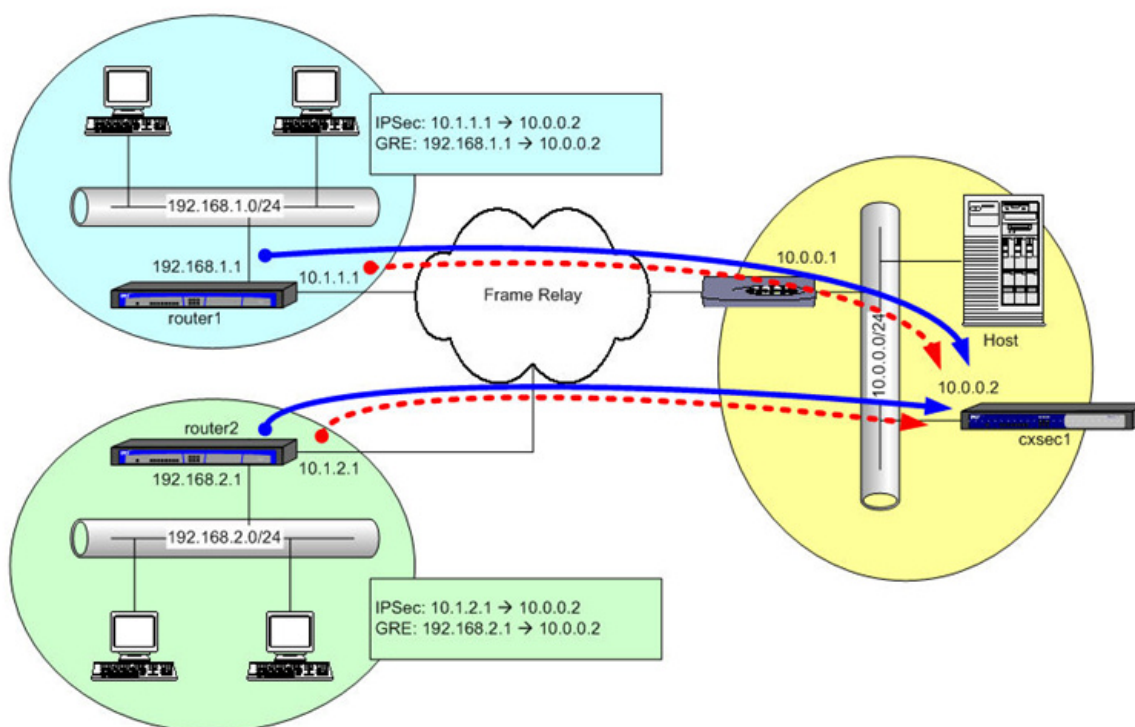 IPSec: 10.1.1.1 → 10.0.0.2
GRE: 192.168.1.1 → 10.0.0.2
192.168.1.0/24
192.168.1.1
10.1.1.1
router1
Frame Relay
10.0.0.1
10.0.0.0/24
Host
10.0.0.2
cxsec1
router2
192.168.2.1
10.1.2.1
192.168.2.0/24
IPSec: 10.1.2.1 → 10.0.0.2
GRE: 192.168.2.1 → 10.0.0.2